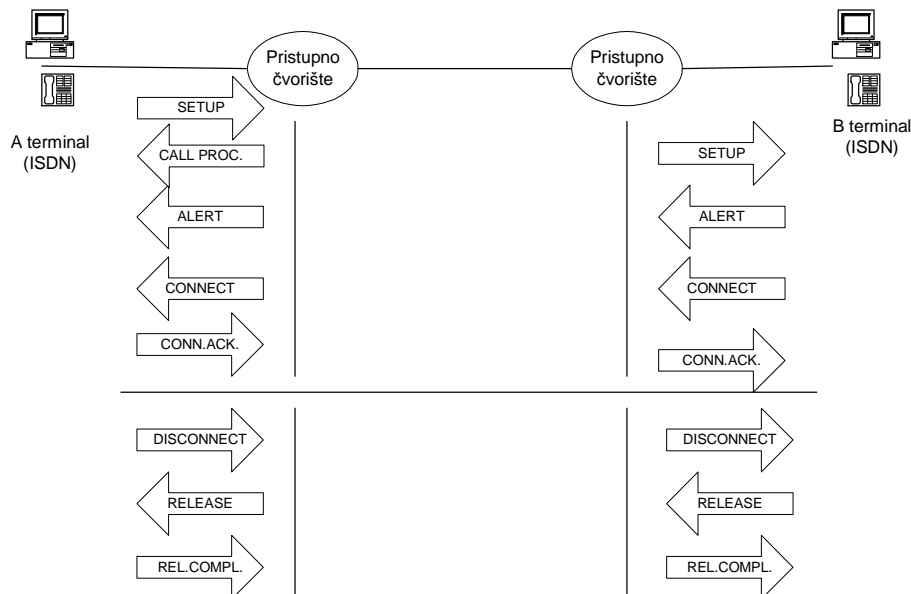 Pristupno
čvorište
Pristupno
čvorište
A terminal
(ISDN)
B terminal
(ISDN)
SETUP
CALL PROC.
SETUP
ALERT
ALERT
CONNECT
CONNECT
CONN.ACK.
CONN.ACK.
DISCONNECT
DISCONNECT
RELEASE
RELEASE
REL.COMPL.
REL.COMPL.